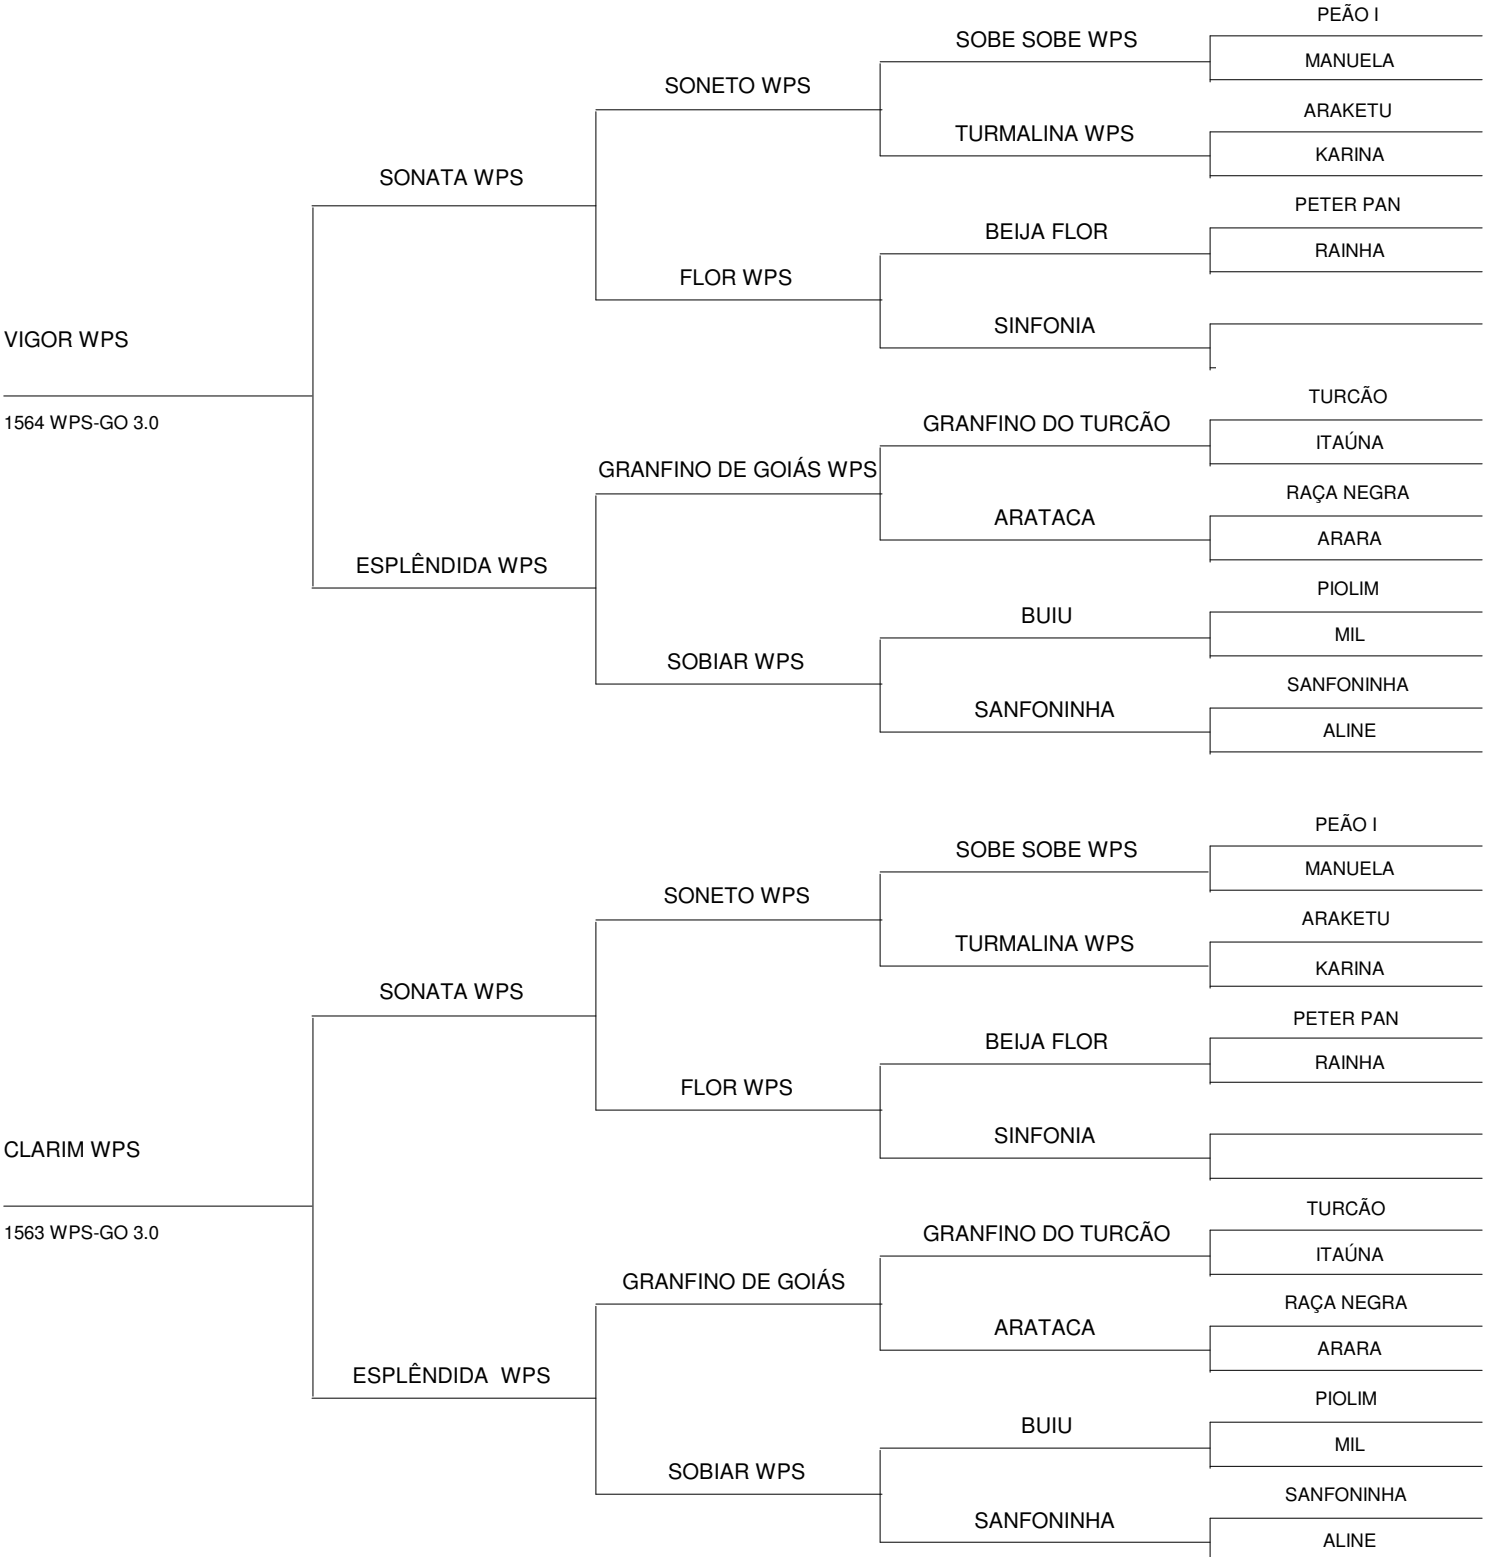 PEÃO I
SOBE SOBE WPS
MANUELA
SONETO WPS
ARAKETU
TURMALINA WPS
KARINA
SONATA WPS
PETER PAN
BEIJA FLOR
RAINHA
FLOR WPS
SINFONIA
VIGOR WPS
TURCÃO
1564 WPS-GO 3.0
GRANFINO DO TURCÃO
ITAÚNA
GRANFINO DE GOIÁS WPS
RAÇA NEGRA
ARATACA
ARARA
ESPLÊNDIDA WPS
PIOLIM
BUIU
MIL
SOBIAR WPS
SANFONINHA
SANFONINHA
ALINE
PEÃO I
SOBE SOBE WPS
MANUELA
SONETO WPS
ARAKETU
TURMALINA WPS
KARINA
SONATA WPS
PETER PAN
BEIJA FLOR
RAINHA
FLOR WPS
SINFONIA
CLARIM WPS
TURCÃO
1563 WPS-GO 3.0
GRANFINO DO TURCÃO
ITAÚNA
GRANFINO DE GOIÁS
RAÇA NEGRA
ARATACA
ARARA
ESPLÊNDIDA  WPS
PIOLIM
BUIU
MIL
SOBIAR WPS
SANFONINHA
SANFONINHA
ALINE